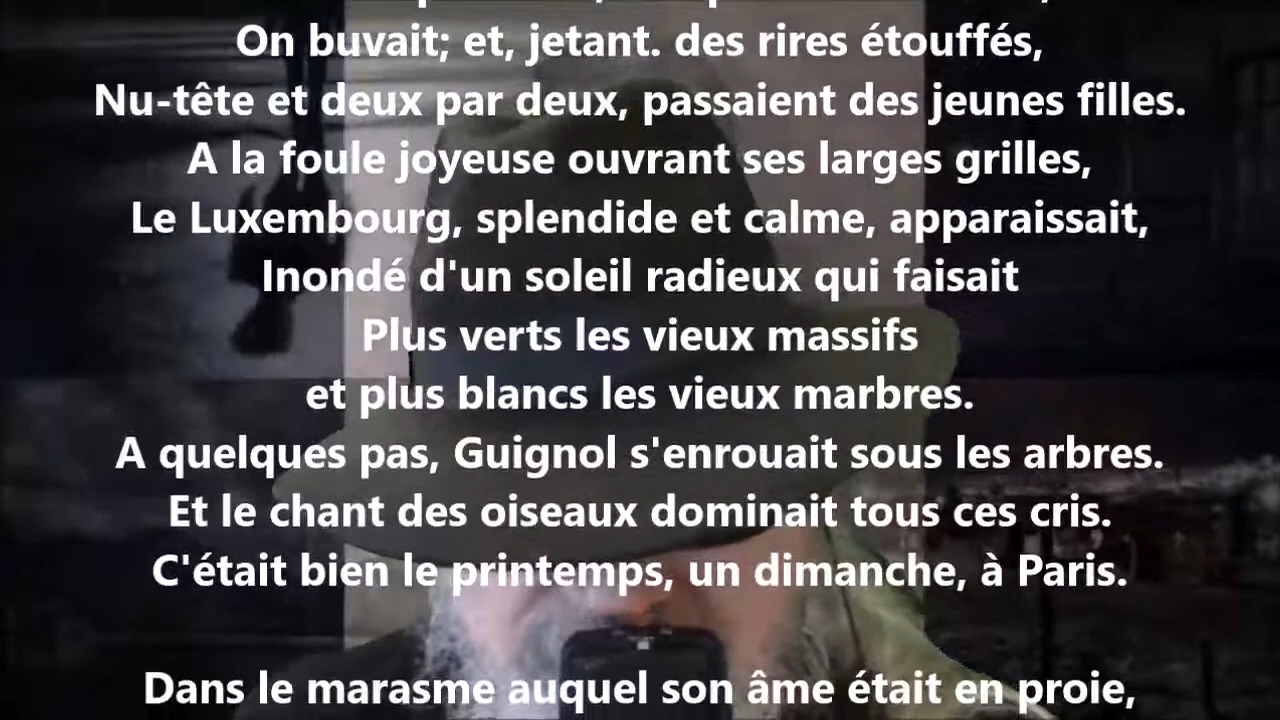 On buvait; et, jetant. des rires étouffés,
Nu-tête et deux par deux, passaient des jeunes filles.
A la foule joyeuse ouvrant ses larges grilles,
Le Luxembourg, splendide et calme, apparaissait,
Inondé d'un soleil radieux qui faisait
Plus verts les vieux massifs
et plus blancs les vieux marbres.
A quelques pas, Guignol s'enrouait sous les arbres.
Et le chant des oiseaux dominait tous ces cris.
C'était bien le printemps, un dimanche, à Paris.
Dans le marasme auquel son âme était en proie,